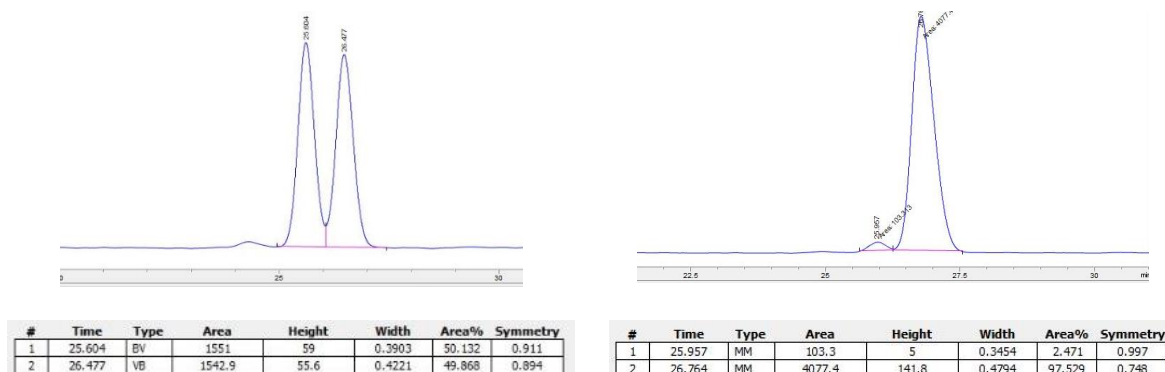 25.604
26.477
25
30
# Time Type Area Height Width Area% Symmetry
1 25.604 BV 1551 59 0.3903 50.132 0.911
2 26.477 VB 1542.9 55.6 0.4221 49.868 0.894
25.957
Area: 103.313
22.5
25
27.5
30
# Time Type Area Height Width Area% Symmetry
1 25.957 MM 103.3 5 0.3454 2.471 0.997
2 26.764 MM 4077.4 141.8 0.4794 97.529 0.748